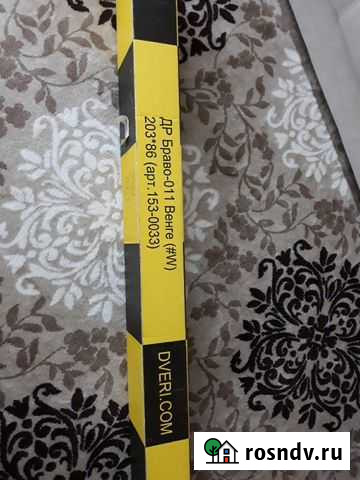 ДР Браво-011 Венге (#W)
203*86 (арт.153-0033)
DVERI.COM
rosndv.ru